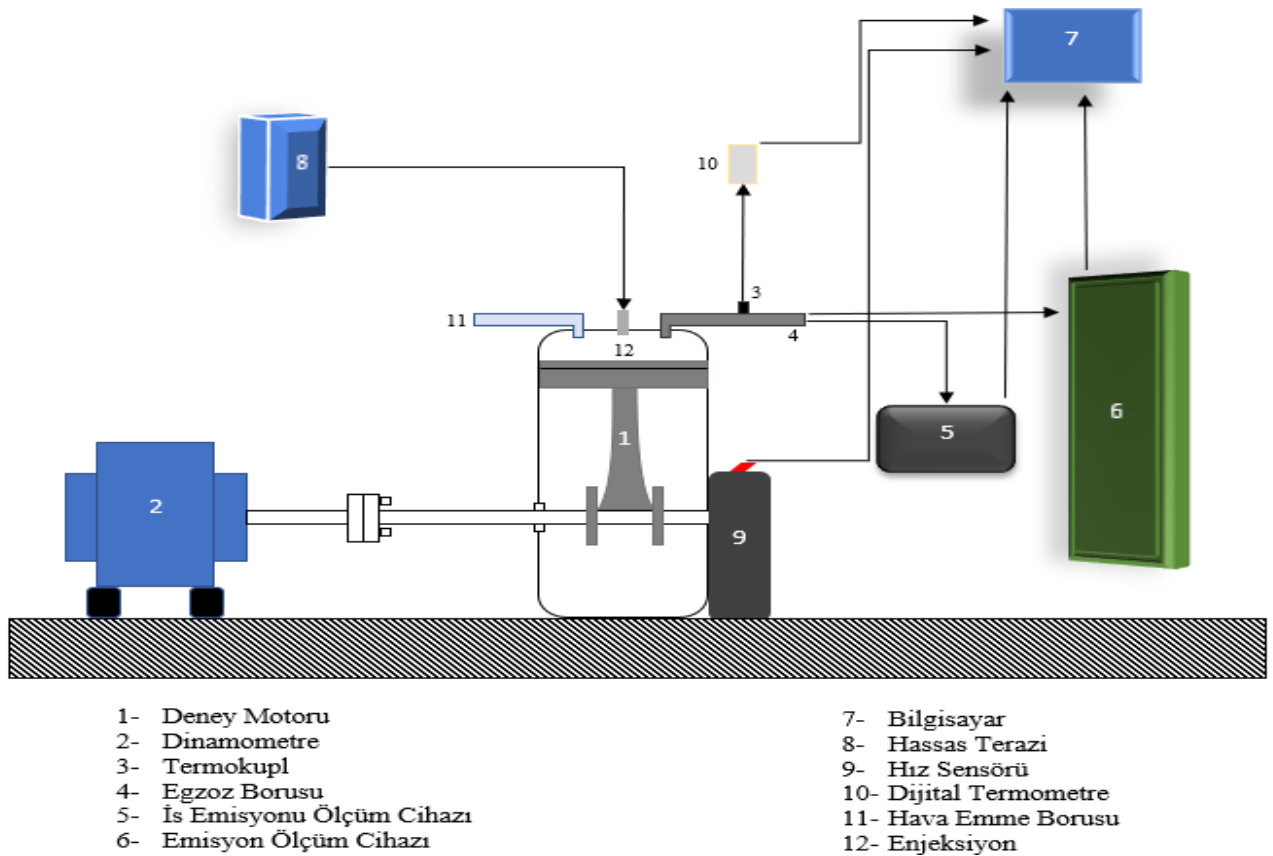 7
8
10
3
11
4
12
1
5
6
2
9
1- Deney Motoru
2- Dinamometre
3- Termokupl
4- Egzoz Borusu
5- İs Emisyonu Ölçüm Cihazı
6- Emisyon Ölçüm Cihazı
7- Bilgisayar
8- Hassas Terazi
9- Hız Sensörü
10- Dijital Termometre
11- Hava Emme Borusu
12- Enjeksiyon